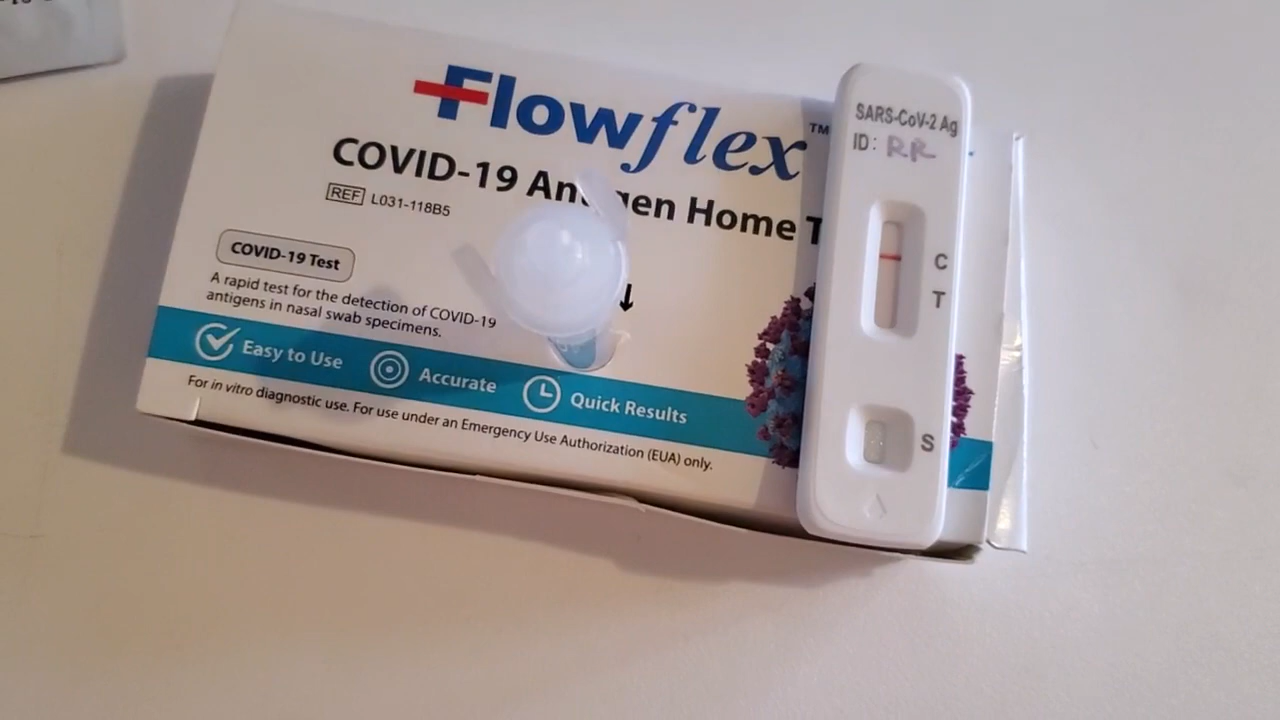 Flowflex™
COVID-19 An gen Home T
REF L031-118B5
COVID-19 Test
A rapid test for the detection of COVID-19
antigens in nasal swab specimens.
Easy to Use
Accurate
Quick Results
For in vitro diagnostic use. For use under an Emergency Use Authorization (EUA) only.
SARS-CoV-2 Ag
ID: RR
C
T
S